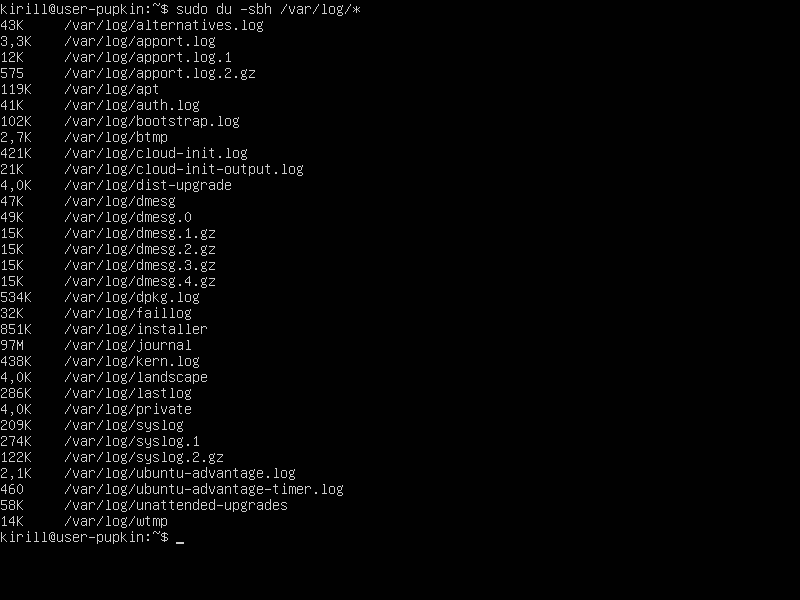 kirill@user-pupkin:~$ sudo du -sbh /var/log/*
43K /var/log/alternatives.log
3,3K /var/log/apport.log
12K /var/log/apport.log.1
575 /var/log/apport.log.2.gz
119K /var/log/apt
41K /var/log/auth.log
102K /var/log/bootstrap.log
2,7K /var/log/btmp
421K /var/log/cloud-init.log
21K /var/log/cloud-init-output.log
4,0K /var/log/dist-upgrade
47K /var/log/dmesg
49K /var/log/dmesg.0
15K /var/log/dmesg.1.gz
15K /var/log/dmesg.2.gz
15K /var/log/dmesg.3.gz
15K /var/log/dmesg.4.gz
534K /var/log/dpkg.log
32K /var/log/faillog
851K /var/log/installer
97M /var/log/journal
438K /var/log/kern.log
4,0K /var/log/landscape
286K /var/log/lastlog
4,0K /var/log/private
209K /var/log/syslog
274K /var/log/syslog.1
122K /var/log/syslog.2.gz
2,1K /var/log/ubuntu-advantage.log
460 /var/log/ubuntu-advantage-timer.log
58K /var/log/unattended-upgrades
14K /var/log/wtmp
kirill@user-pupkin:~$ _